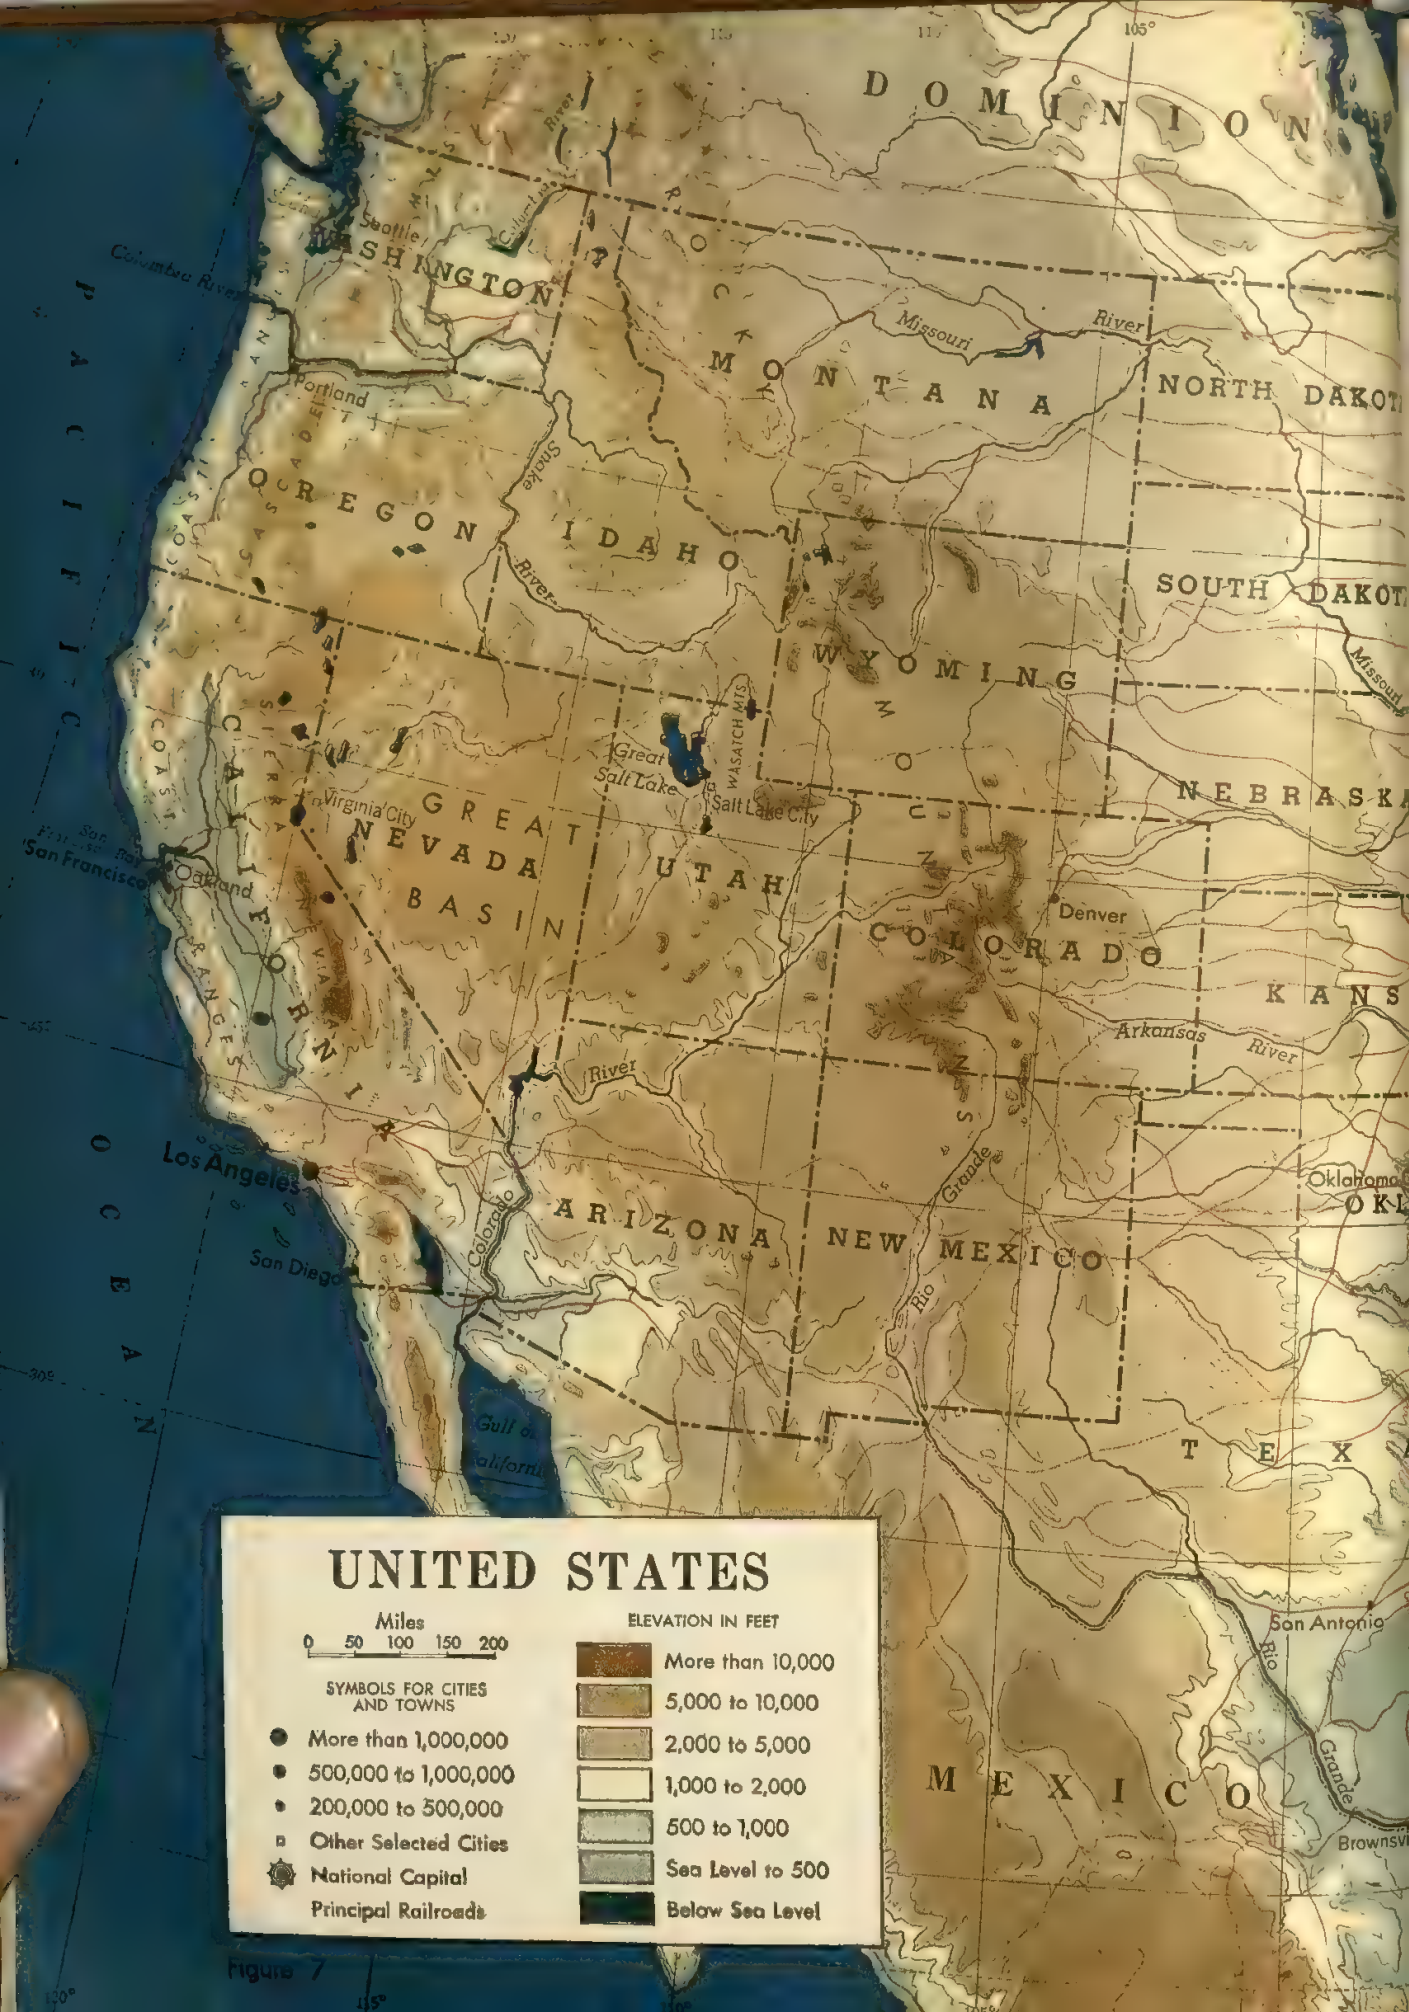 105°
DOMINION
River
Columbia
Seattle
WASHINGTON
Columbia River
ROCKY
Missouri River
MONTANA
NORTH DAKOT
Portland
CASCADE
COAST
Snake
River
OREGON
IDAHO
SOUTH DAKOT
Missouri
WYOMING
WASATCH MTS.
Great
Salt Lake
Salt Lake City
NEBRASKA
SIERRA
NEVADA
Virginia City
GREAT
NEVADA
BASIN
UTAH
MOUNTAINS
San Francisco
Oakland
COAST
RANGES
CALIFORNIA
Denver
COLORADO
KANS
Arkansas River
River
Colorado
Los Angeles
San Diego
ARIZONA
NEW MEXICO
Rio Grande
Oklahoma C
OKL
PACIFIC
OCEAN
30°
Gulf of
California
TEXA
San Antonio
Rio Grande
Brownsvi
MEXICO
UNITED STATES
Miles
0 50 100 150 200
SYMBOLS FOR CITIES
AND TOWNS
More than 1,000,000
500,000 to 1,000,000
200,000 to 500,000
Other Selected Cities
National Capital
Principal Railroads
ELEVATION IN FEET
More than 10,000
5,000 to 10,000
2,000 to 5,000
1,000 to 2,000
500 to 1,000
Sea Level to 500
Below Sea Level
Figure 7
120°
115°
110°
105°